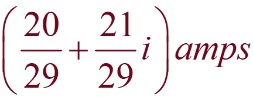 (20/29 + 21/29 i) amps